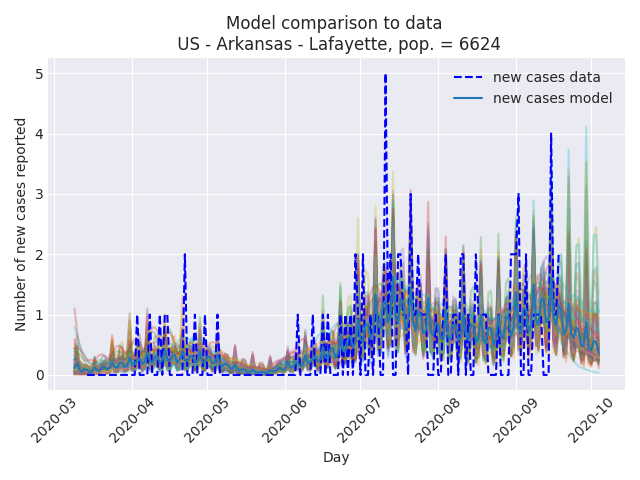 Model comparison to data
US - Arkansas - Lafayette, pop. = 6624
new cases data
new cases model
Number of new cases reported
5
4
3
2
1
0
2020-03
2020-04
2020-05
2020-06
2020-07
2020-08
2020-09
2020-10
Day